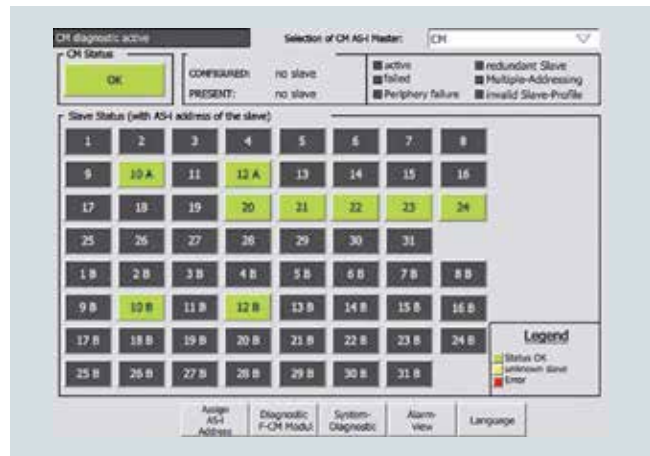 CM diagnostic active
Selection of CM AS-I Master:
CM
CM Status
OK
CONFIGURED: no slave
PRESENT: no slave
active
failed
Periphery failure
redundant Slave
Multiple-Addressing
invalid Slave-Profile
Slave Status (with AS-I address of the slave)
1 2 3 4 5 6 7 8
9 10 A 11 12 A 13 14 15 16
17 18 19 20 21 22 23 24
25 26 27 28 29 30 31
1 B 2 B 3 B 4 B 5 B 6 B 7 B 8 B
9 B 10 B 11 B 12 B 13 B 14 B 15 B 16 B
17 B 18 B 19 B 20 B 21 B 22 B 23 B 24 B
25 B 26 B 27 B 28 B 29 B 30 B 31 B
Legend
Status OK
unknown slave
Error
Assign
AS-I
Address
Diagnostic
F-CM Modul
System-
Diagnostic
Alarm-
view
Language